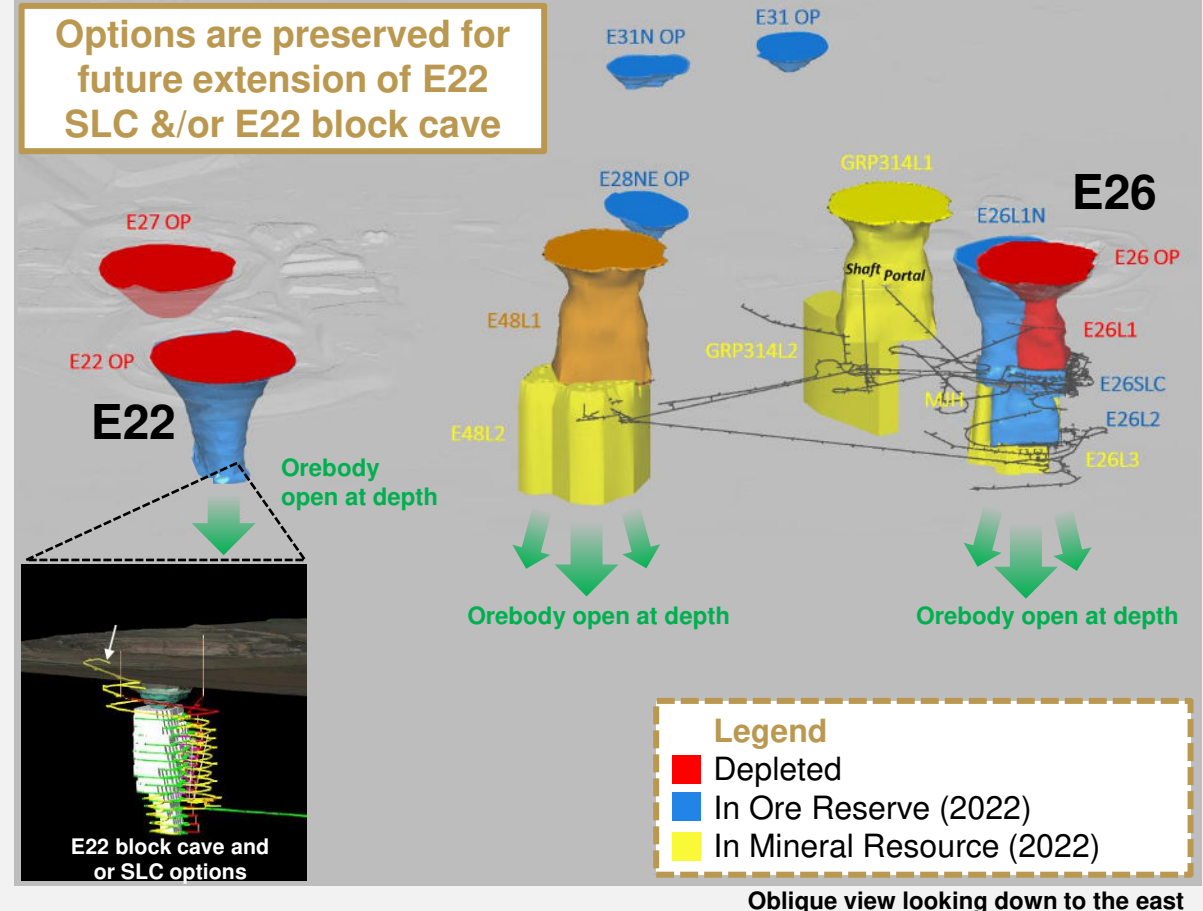 Options are preserved for
future extension of E22
SLC &/or E22 block cave
E31N OP
E31 OP
E28NE OP
GRP314L1
E26
E26L1N
E27 OP
E26 OP
Shaft
Portal
E48L1
E26L1
E22 OP
GRP314L2
E26SLC
E22
MJH
E26L2
E48L2
E26L3
Orebody
open at depth
Orebody open at depth
Orebody open at depth
E22 block cave and
or SLC options
Legend
Depleted
In Ore Reserve (2022)
In Mineral Resource (2022)
Oblique view looking down to the east